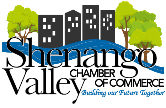 Shenango
Valley CHAMBER
OF COMMERCE
Building our Future Together